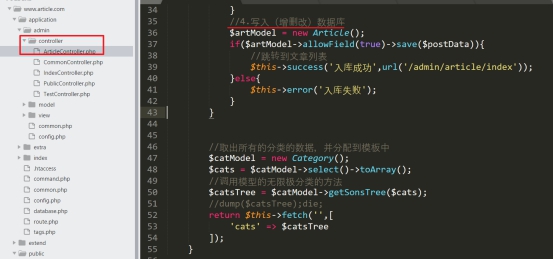 www.article.com
application
admin
controller
ArticleController.php
CommonController.php
IndexController.php
PublicController.php
TestController.php
model
view
common.php
config.php
extra
index
.htaccess
command.php
common.php
config.php
database.php
route.php
tags.php
extend
public
34 }
35 //4.写入（增删改）数据库
36 $artModel = new Article();
37 if($artModel->allowField(true)->save($postData)){
38 //跳转到文章列表
39 $this->success('入库成功',url('/admin/article/index'));
40 }else{
41 $this->error('入库失败');
42 }
43 }
44
45
46 //取出所有的分类的数据，并分配到模板中
47 $catModel = new Category();
48 $cats = $catModel->select()->toArray();
49 //调用模型的无限极分类的方法
50 $catsTree = $catModel->getSonsTree($cats);
51 //dump($catsTree);die;
52 return $this->fetch('',[
53 'cats' => $catsTree
54 ]);
55 }